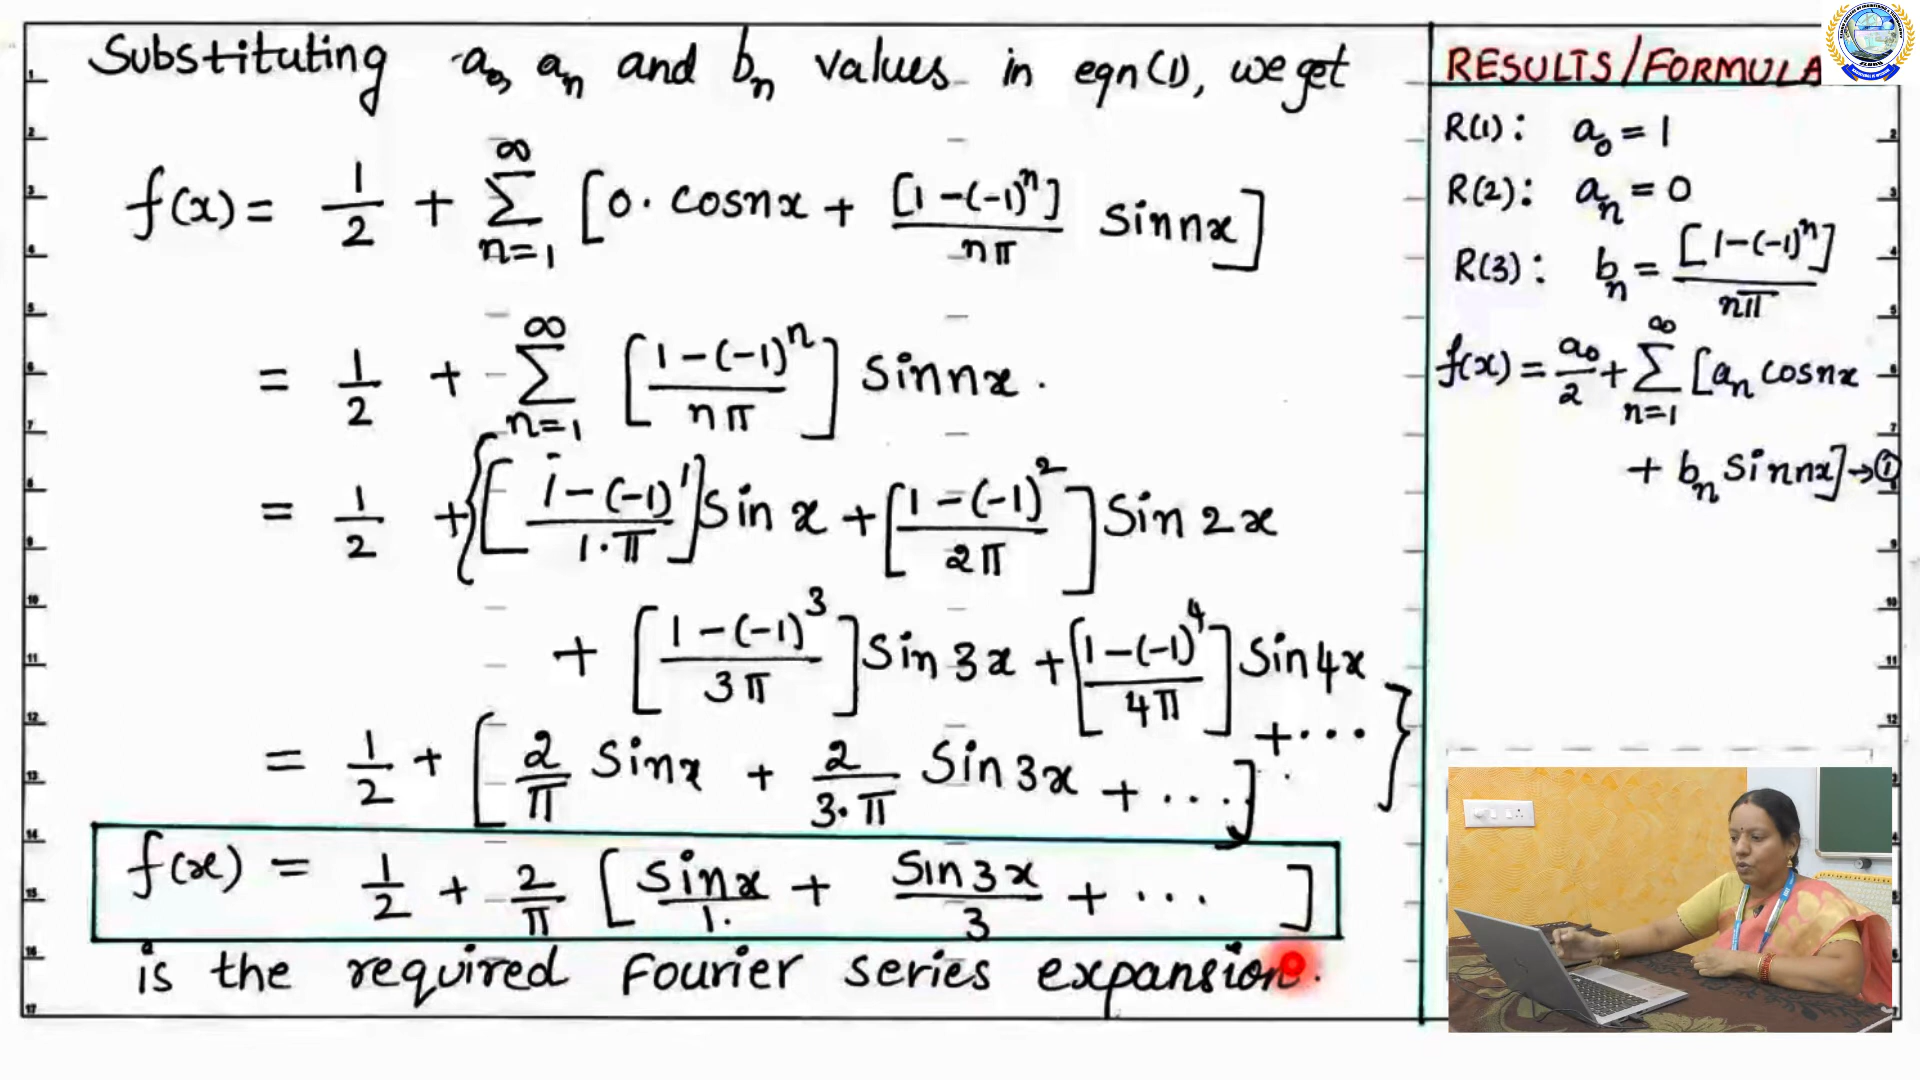 Substituting a₀, aₙ and bₙ values in eqn(1), we get
f(x) = 1/2 + ∑_{n=1}^{∞} [0. cosnx + [1-(-1)ⁿ]/nπ sinnx]
= 1/2 + ∑_{n=1}^{∞} [1-(-1)ⁿ/nπ] sinnx.
= 1/2 + {[1-(-1)¹/1.π] Sin x + [1-(-1)²/2π] Sin 2x
+ [1-(-1)³/3π] Sin 3x + [1-(-1)⁴/4π] Sin 4x
+ ... }
= 1/2 + [2/π Sinx + 2/3.π Sin 3x + ...]
f(x) = 1/2 + 2/π [Sinx/1. + Sin3x/3 + ... ]
is the required Fourier series expansion.
RESULTS/FORMULA
R(1): a₀ = 1
R(2): aₙ = 0
R(3): bₙ = [1-(-1)ⁿ]/nπ
f(x) = a₀/2 + ∑_{n=1}^{∞} [aₙ cosnx
+ bₙ Sinnx] → ①